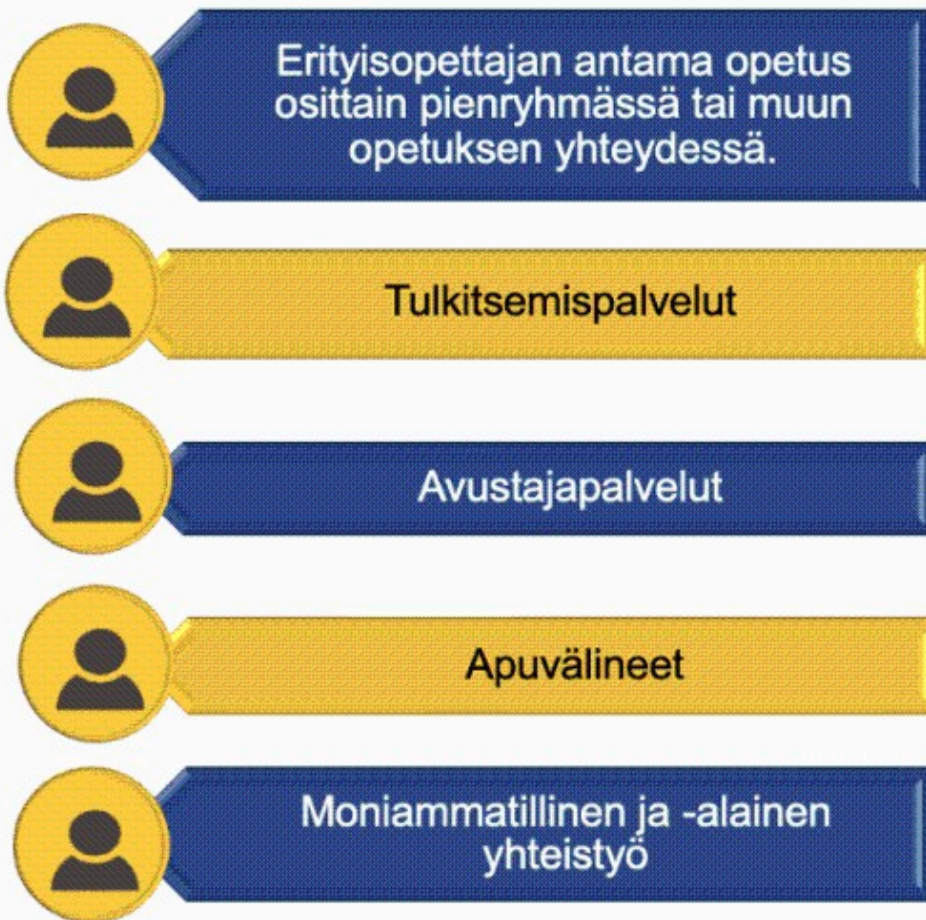 Erityisopettajan antama opetus
osittain pienryhmässä tai muun
opetuksen yhteydessä.
Tulkitsemispalvelut
Avustajapalvelut
Apuvälineet
Moniammatillinen ja -alainen
yhteistyö